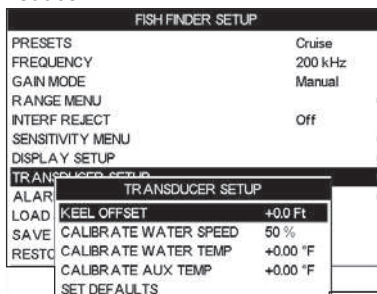 FISH FINDER SETUP
PRESETS Cruise
FREQUENCY 200 kHz
GAIN MODE Manual
RANGE MENU
INTERF REJECT Off
SENSITIVITY MENU
DISPLAY SETUP
TRANSDUCER SETUP
ALAR
LOAD
SAVE
RESTO
TRANSDUCER SETUP
KEEL OFFSET +0.0 Ft
CALIBRATE WATER SPEED 50 %
CALIBRATE WATER TEMP +0.00 °F
CALIBRATE AUX TEMP +0.00 °F
SET DEFAULTS